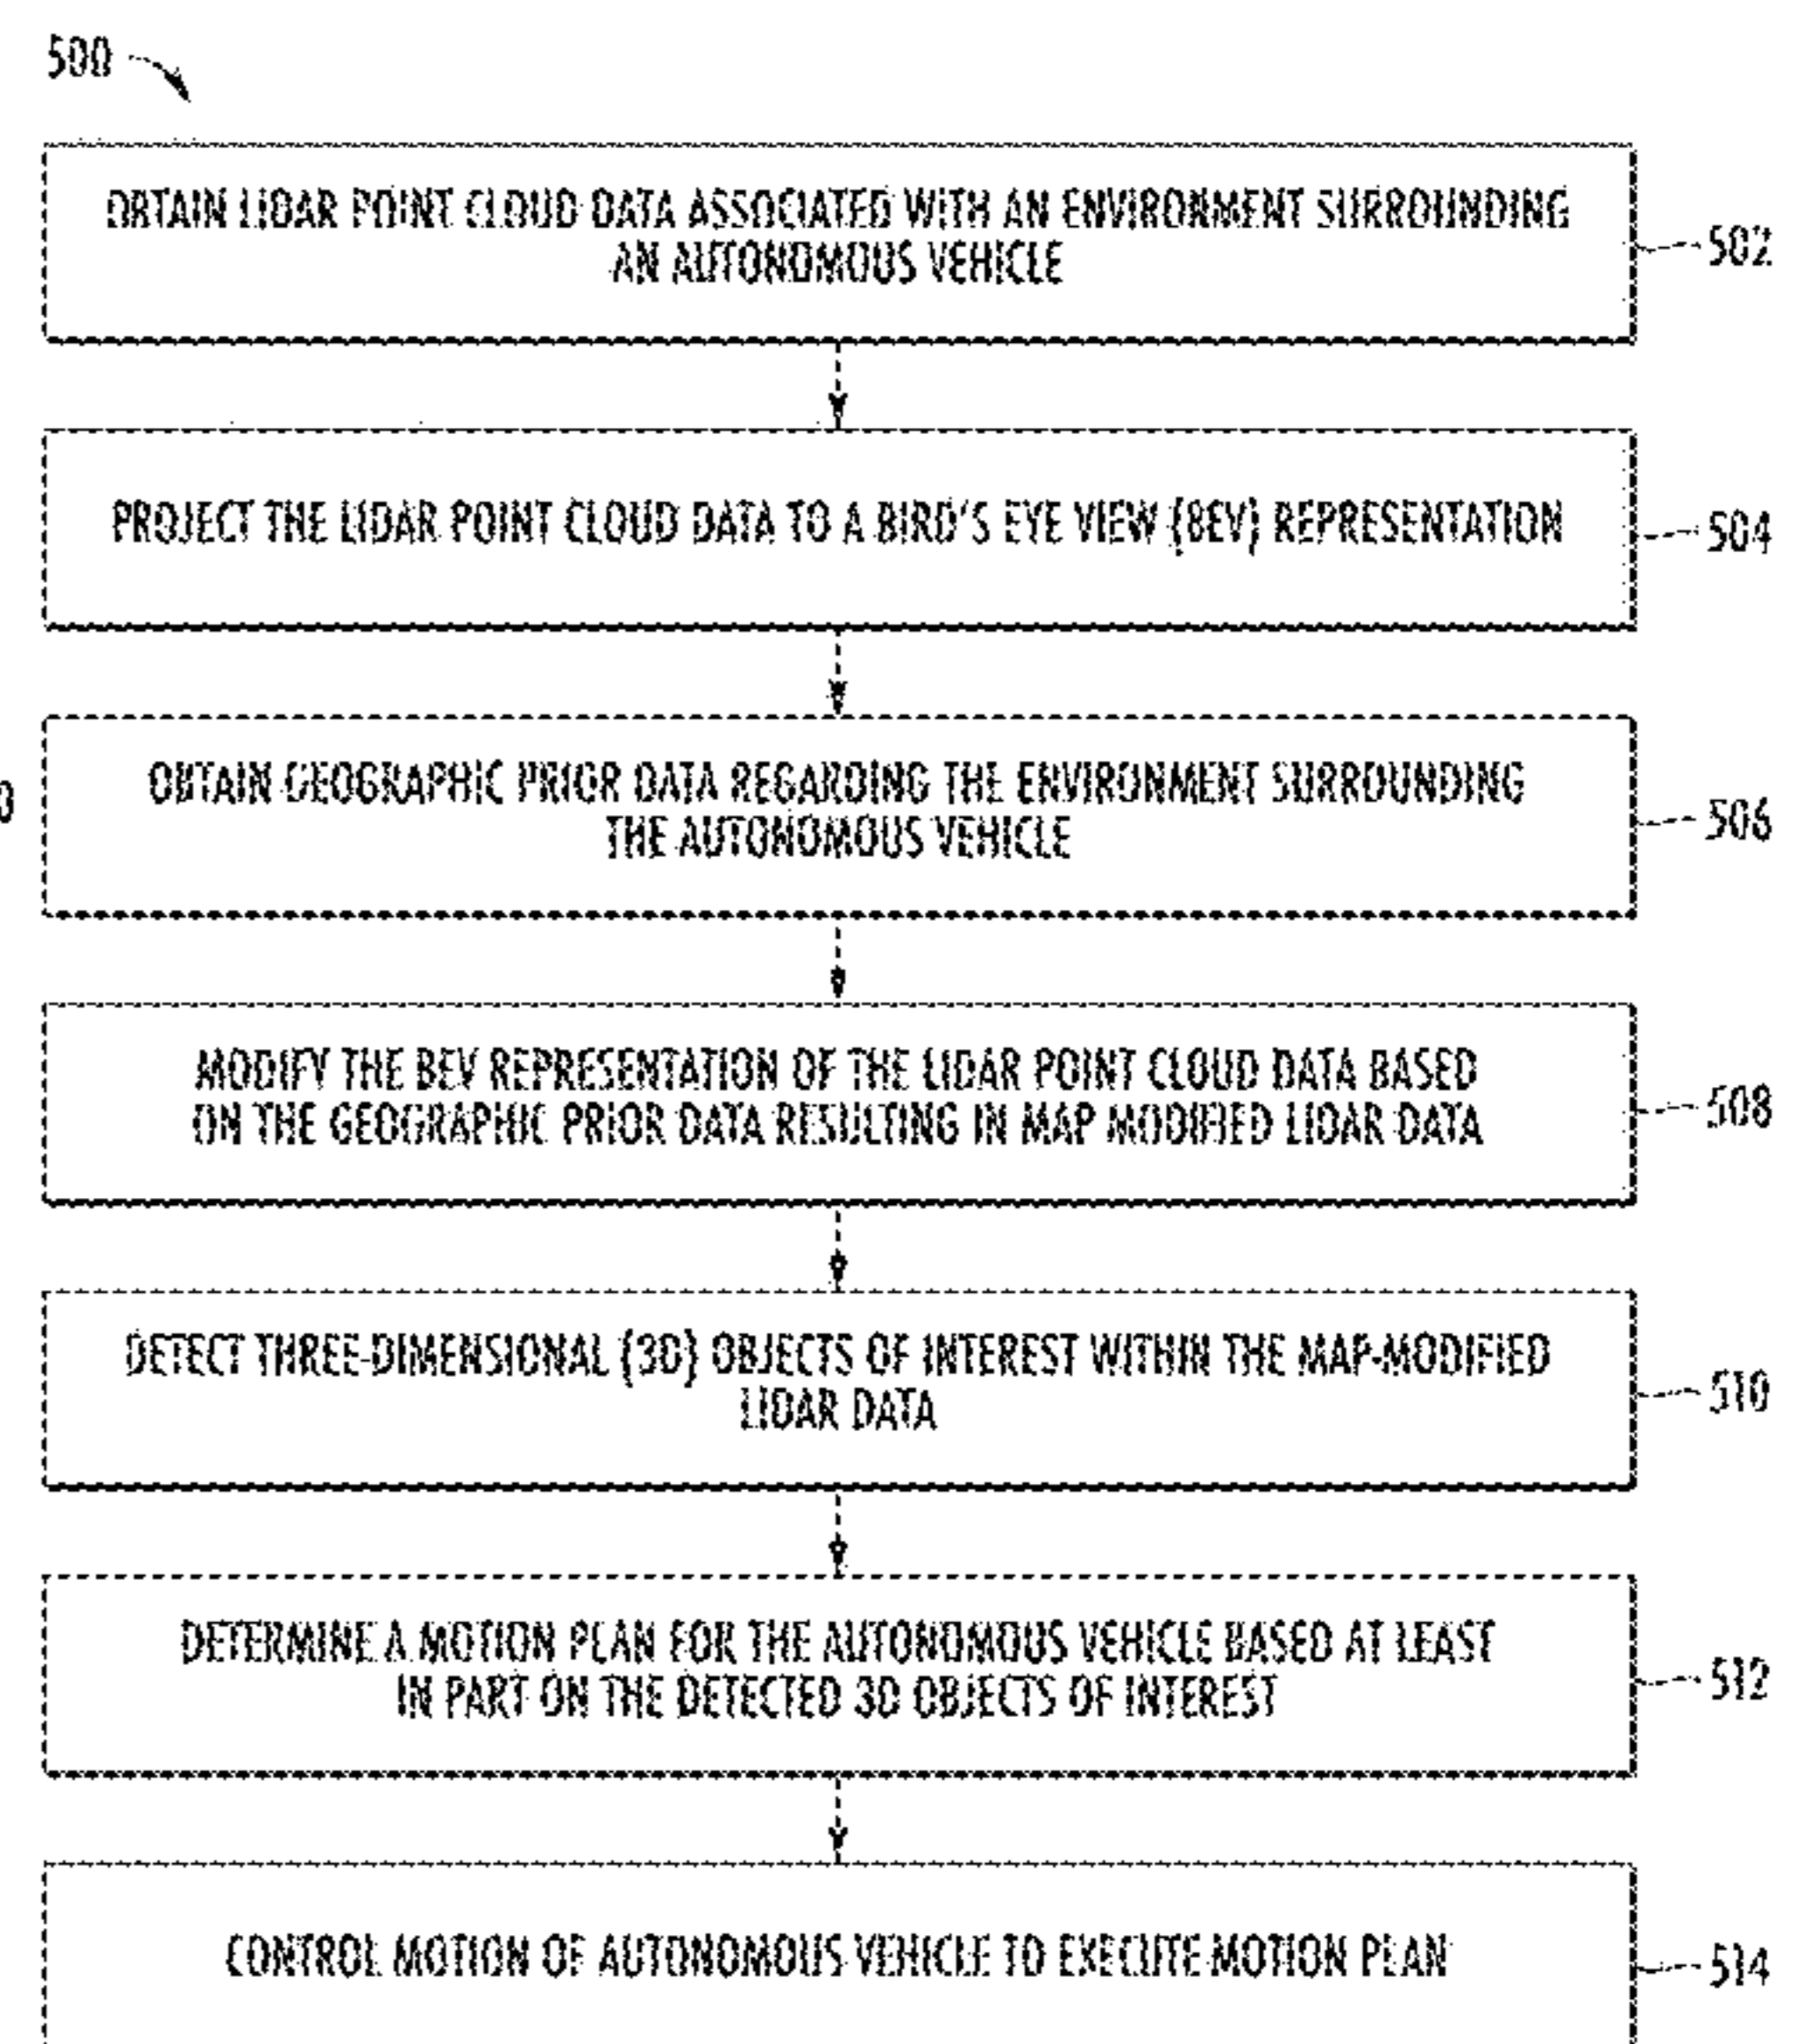 500
OBTAIN LIDAR POINT CLOUD DATA ASSOCIATED WITH AN ENVIRONMENT SURROUNDING
AN AUTONOMOUS VEHICLE
502
PROJECT THE LIDAR POINT CLOUD DATA TO A BIRD'S EYE VIEW (BEV) REPRESENTATION
504
OBTAIN GEOGRAPHIC PRIOR DATA REGARDING THE ENVIRONMENT SURROUNDING
THE AUTONOMOUS VEHICLE
506
MODIFY THE BEV REPRESENTATION OF THE LIDAR POINT CLOUD DATA BASED
ON THE GEOGRAPHIC PRIOR DATA RESULTING IN MAP MODIFIED LIDAR DATA
508
DETECT THREE-DIMENSIONAL (3D) OBJECTS OF INTEREST WITHIN THE MAP-MODIFIED
LIDAR DATA
510
DETERMINE A MOTION PLAN FOR THE AUTONOMOUS VEHICLE BASED AT LEAST
IN PART ON THE DETECTED 3D OBJECTS OF INTEREST
512
CONTROL MOTION OF AUTONOMOUS VEHICLE TO EXECUTE MOTION PLAN
514